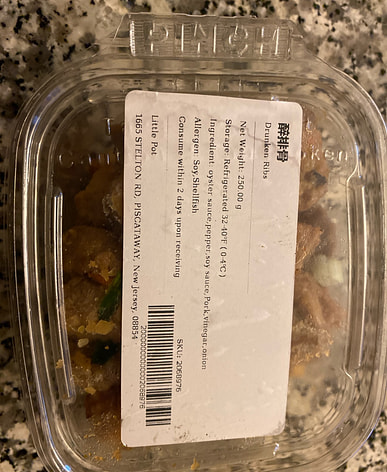 醉排骨
Drunken Ribs
Net Weight: 230.00 g
Storage: Refrigerated 32-40°F ( 0-4°C)
Ingredient: oyster sauce,pepper,soy sauce, Pork,vinegar,onion
Allergen: Soy,Shellfish
Consume within 2 days upon receiving
Little Pot
1665 STELTON RD, PISCATAWAY, New Jersey, 08854
SKU: 2068976